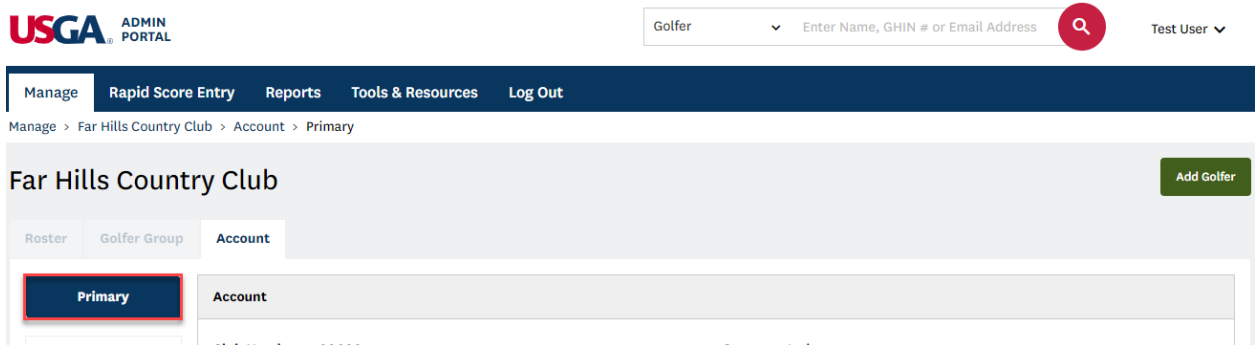 USGA ADMIN PORTAL
Golfer Enter Name, GHIN # or Email Address Test User
Manage Rapid Score Entry Reports Tools & Resources Log Out
Manage > Far Hills Country Club > Account > Primary
Far Hills Country Club
Add Golfer
Roster Golfer Group Account
Primary
Account